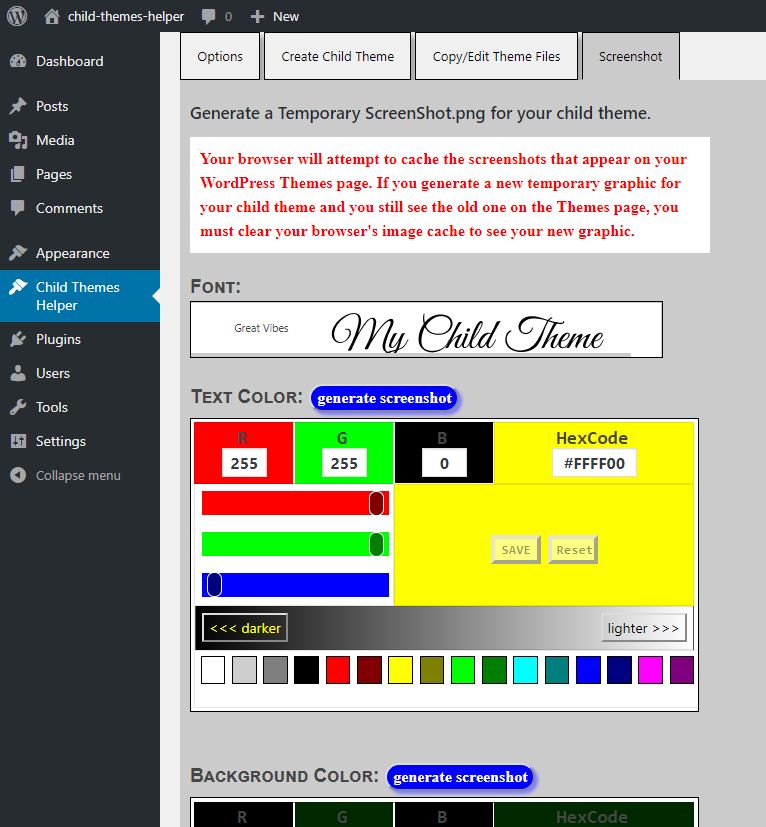 child-themes-helper 0 + New
Dashboard
Posts
Media
Pages
Comments
Appearance
Child Themes
Helper
Plugins
Users
Tools
Settings
Collapse menu
Options Create Child Theme Copy/Edit Theme Files Screenshot
Generate a Temporary ScreenShot.png for your child theme.
Your browser will attempt to cache the screenshots that appear on your
WordPress Themes page. If you generate a new temporary graphic for
your child theme and you still see the old one on the Themes page, you
must clear your browser's image cache to see your new graphic.
Font:
Great Vibes My Child Theme
Text Color: generate screenshot
R G B HexCode
255 255 0 #FFFF00
SAVE Reset
<<< darker lighter >>>
Background Color: generate screenshot
R G B HexCode